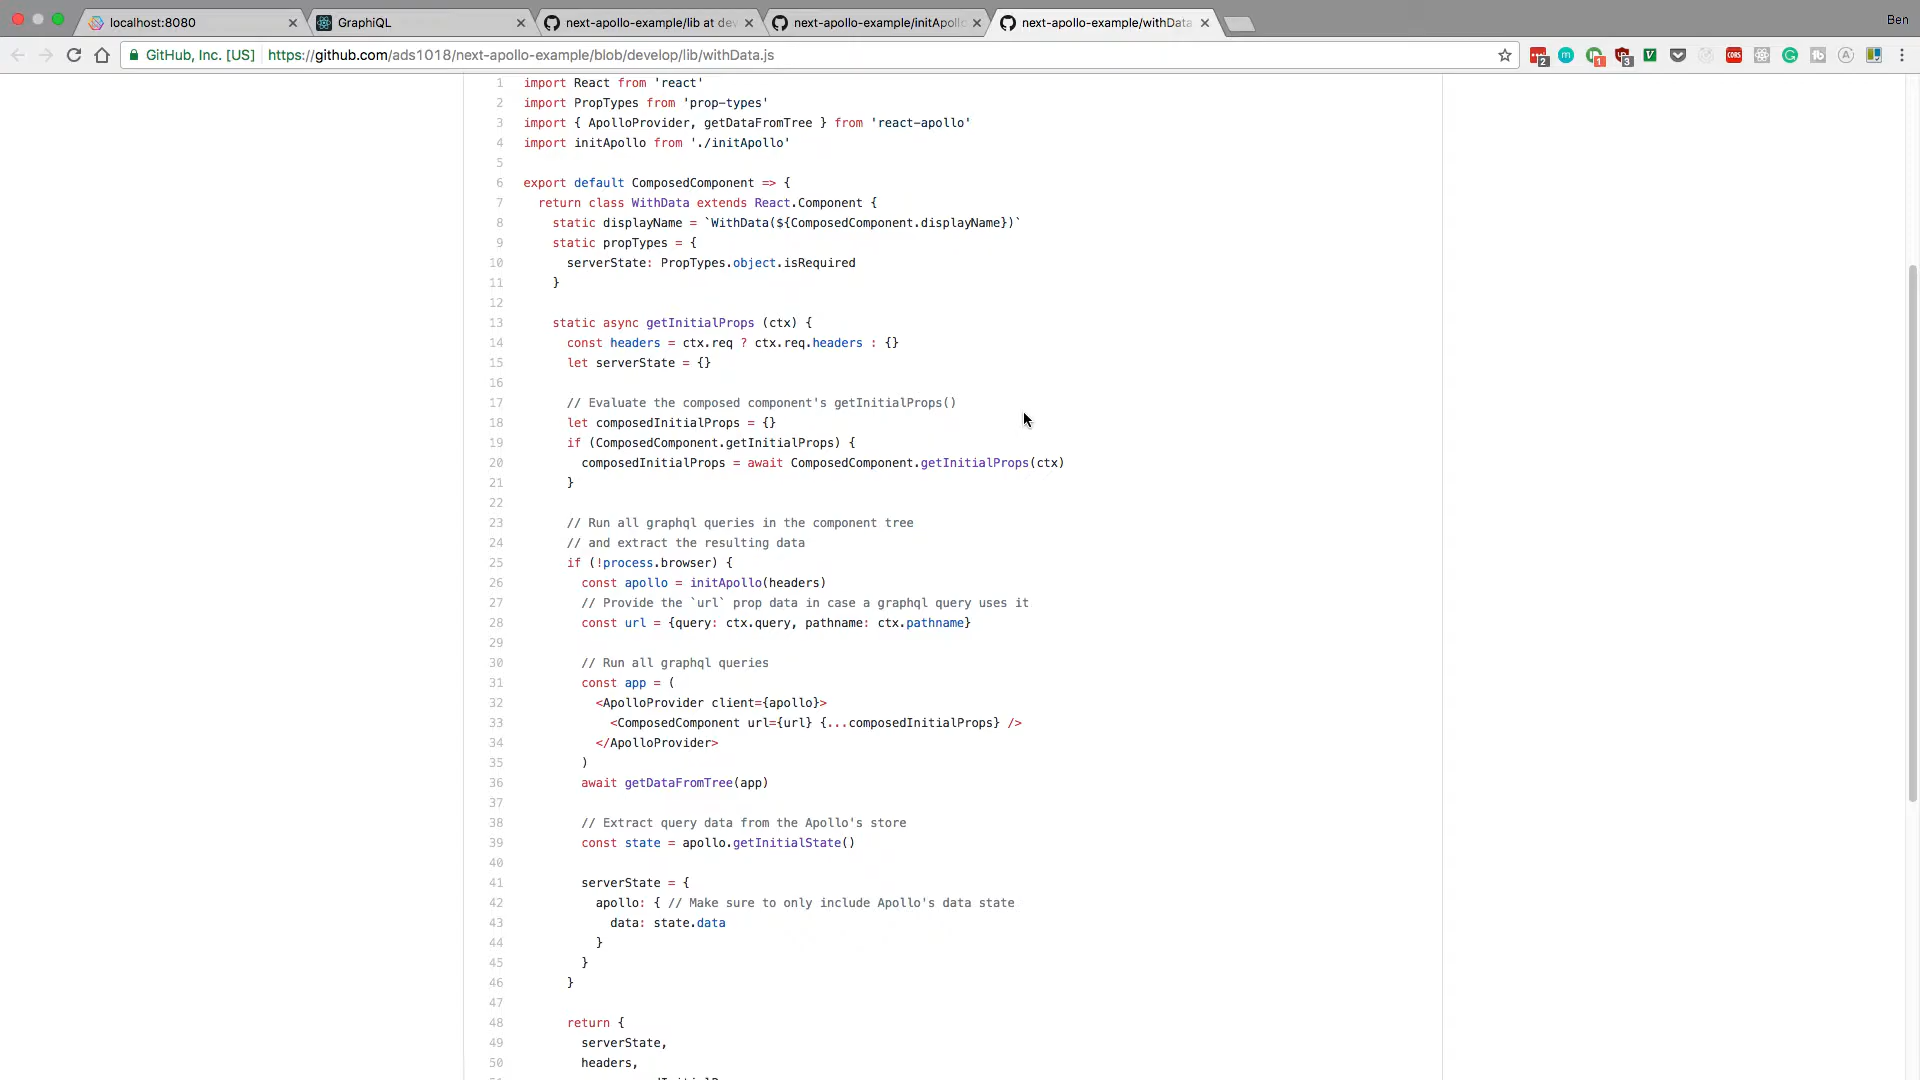 localhost:8080
GraphiQL
next-apollo-example/lib at dev
next-apollo-example/initApollo
next-apollo-example/withData
Ben
GitHub, Inc. [US]
https://github.com/ads1018/next-apollo-example/blob/develop/lib/withData.js
1 import React from 'react'
2 import PropTypes from 'prop-types'
3 import { ApolloProvider, getDataFromTree } from 'react-apollo'
4 import initApollo from './initApollo'
5
6 export default ComposedComponent => {
7 return class WithData extends React.Component {
8 static displayName = `WithData(${ComposedComponent.displayName})`
9 static propTypes = {
10 serverState: PropTypes.object.isRequired
11 }
12
13 static async getInitialProps (ctx) {
14 const headers = ctx.req ? ctx.req.headers : {}
15 let serverState = {}
16
17 // Evaluate the composed component's getInitialProps()
18 let composedInitialProps = {}
19 if (ComposedComponent.getInitialProps) {
20 composedInitialProps = await ComposedComponent.getInitialProps(ctx)
21 }
22
23 // Run all graphql queries in the component tree
24 // and extract the resulting data
25 if (!process.browser) {
26 const apollo = initApollo(headers)
27 // Provide the `url` prop data in case a graphql query uses it
28 const url = {query: ctx.query, pathname: ctx.pathname}
29
30 // Run all graphql queries
31 const app = (
32 <ApolloProvider client={apollo}>
33 <ComposedComponent url={url} {...composedInitialProps} />
34 </ApolloProvider>
35 )
36 await getDataFromTree(app)
37
38 // Extract query data from the Apollo's store
39 const state = apollo.getInitialState()
40
41 serverState = {
42 apollo: { // Make sure to only include Apollo's data state
43 data: state.data
44 }
45 }
46 }
47
48 return {
49 serverState,
50 headers,